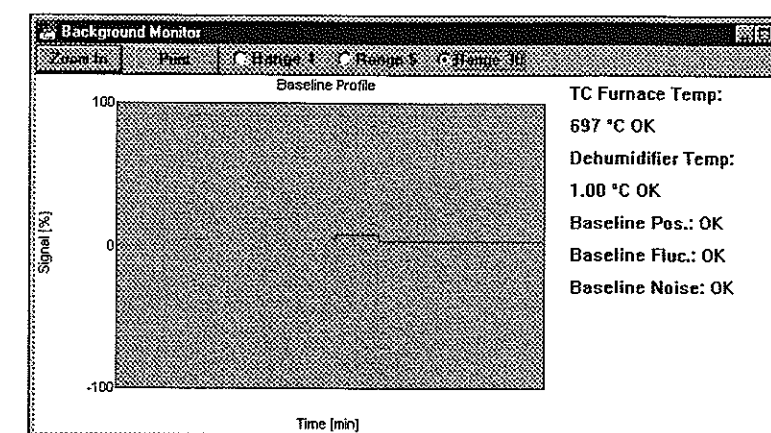 Background Monitor
Zoom In Print Range 1 Range 5 Range 30
Baseline Profile
100
0
-100
Signal [%]
Time [min]
TC Furnace Temp:
697 °C OK
Dehumidifier Temp:
1.00 °C OK
Baseline Pos.: OK
Baseline Fluc.: OK
Baseline Noise: OK